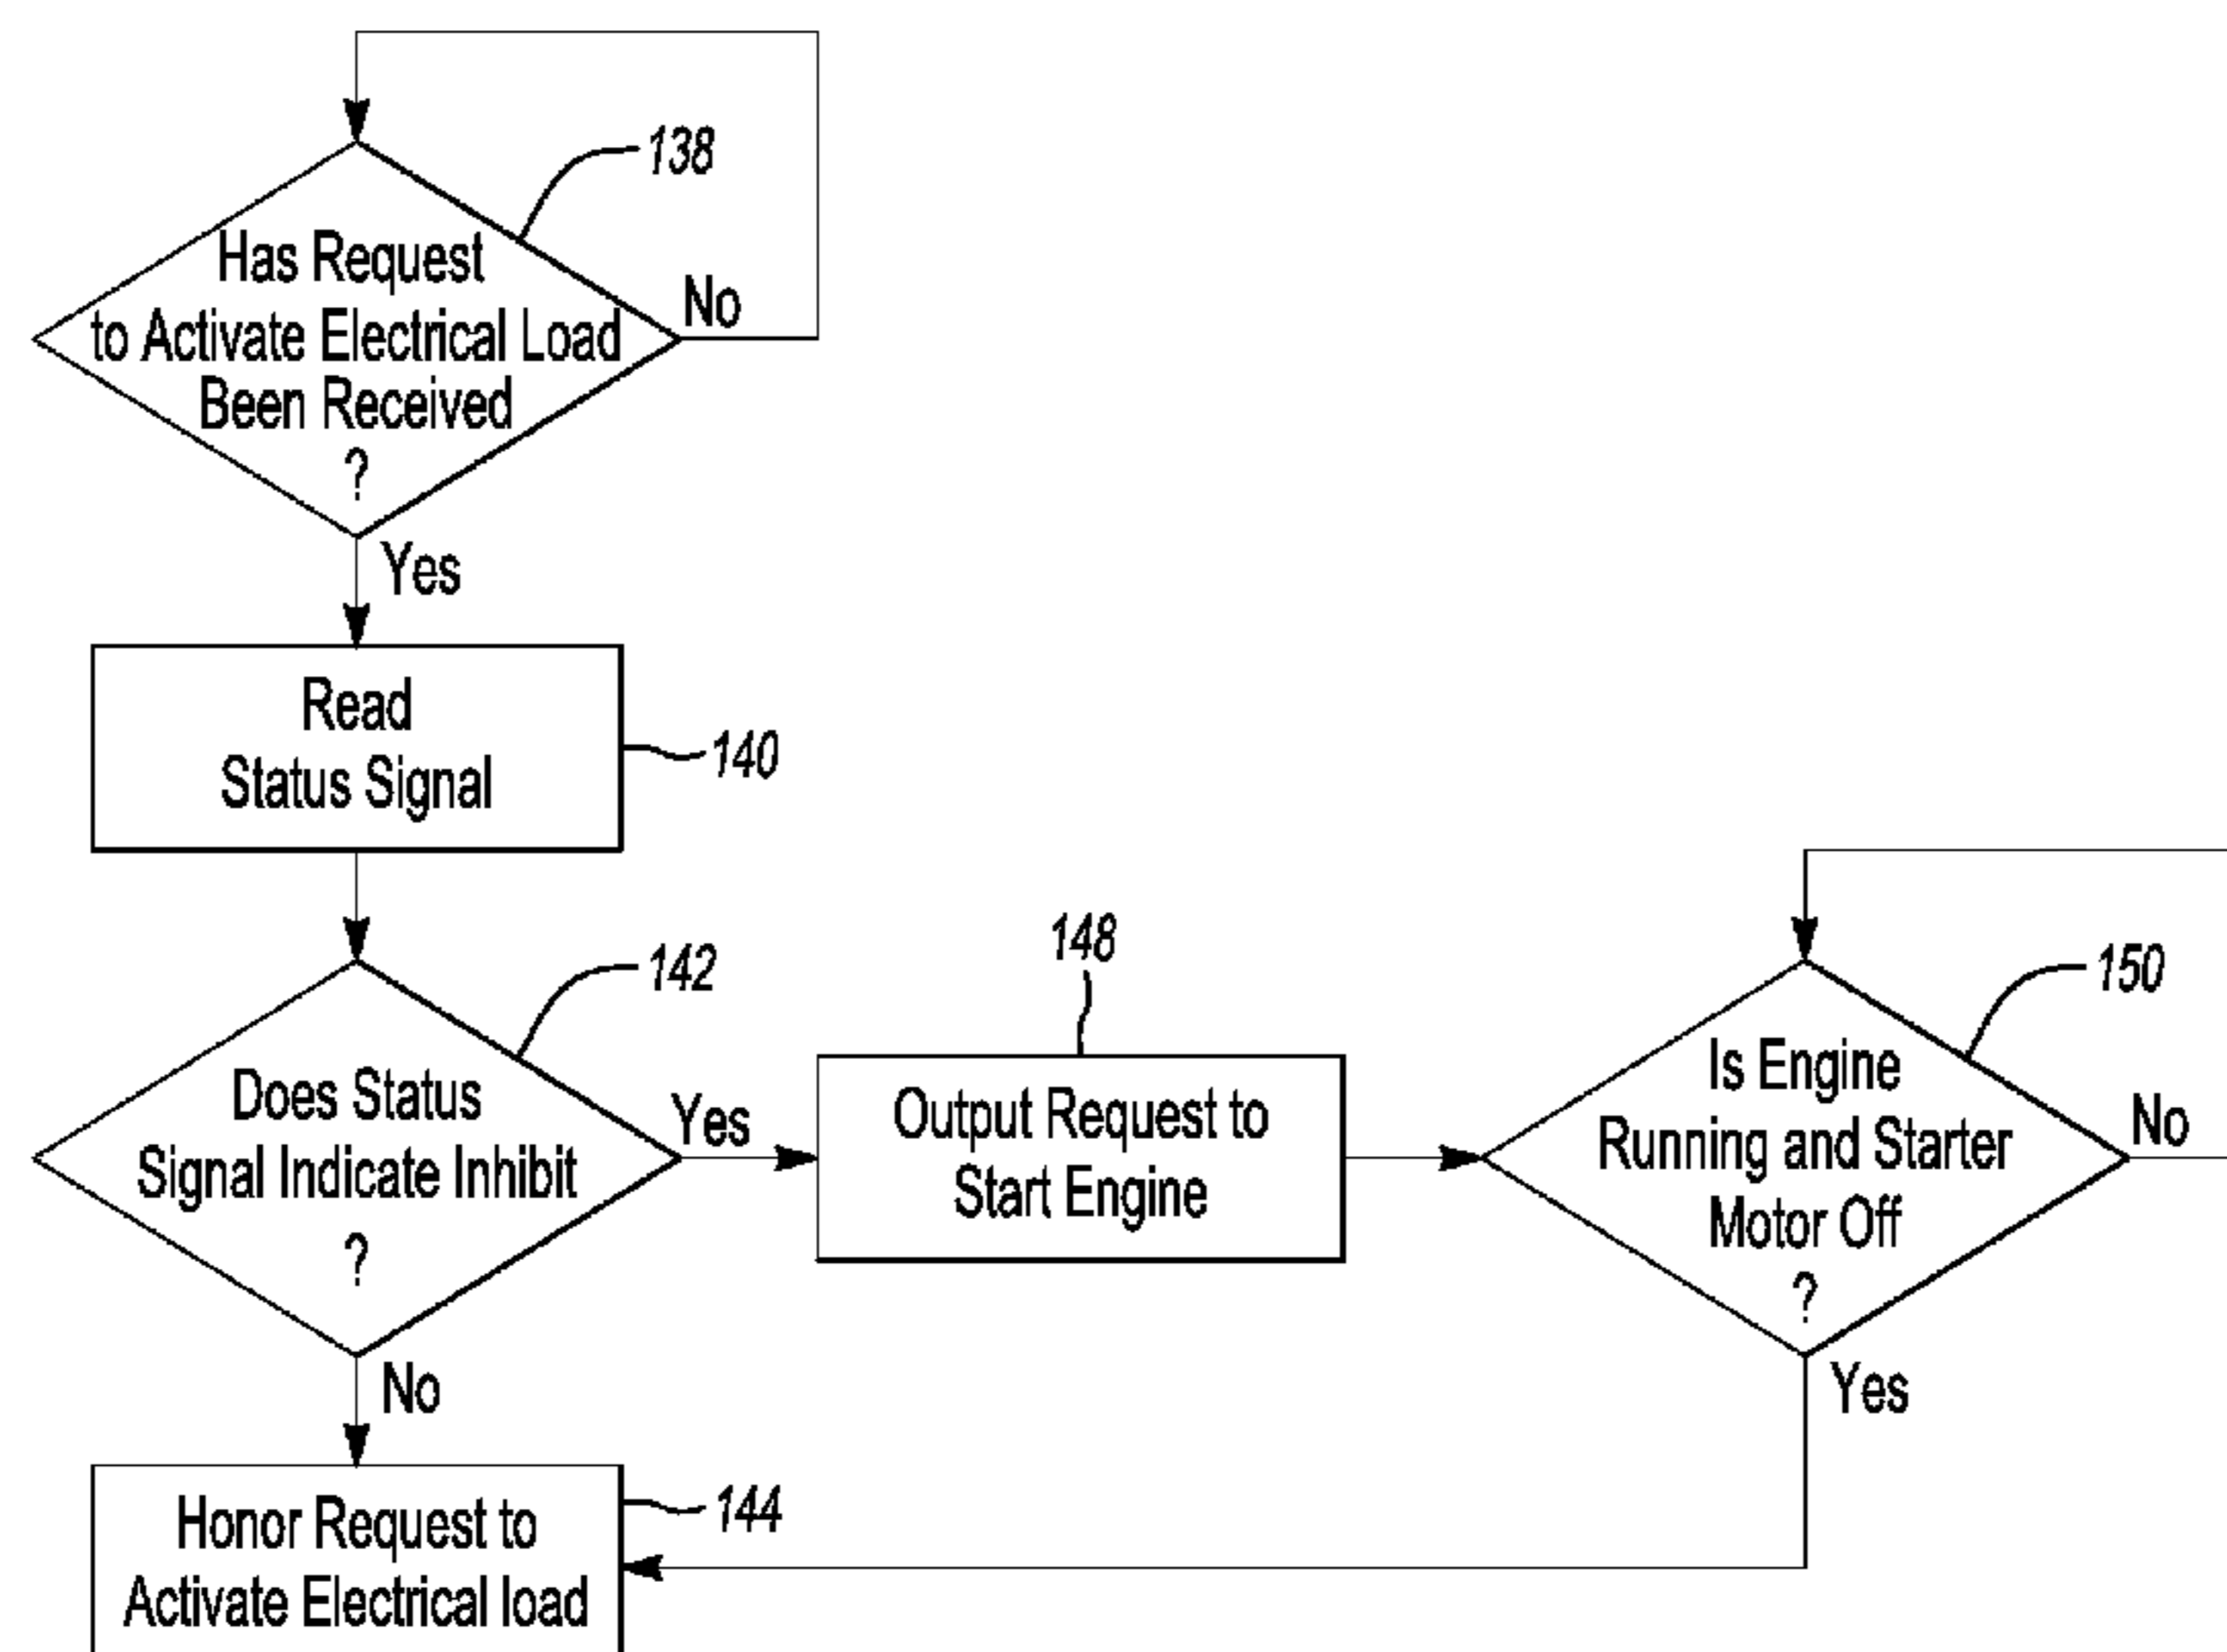 138
Has Request
to Activate Electrical Load
Been Received
?
No
Yes
Read
Status Signal
140
142
Does Status
Signal Indicate Inhibit
?
Yes
No
148
Output Request to
Start Engine
150
Is Engine
Running and Starter
Motor Off
?
No
Yes
Honor Request to
Activate Electrical load
144